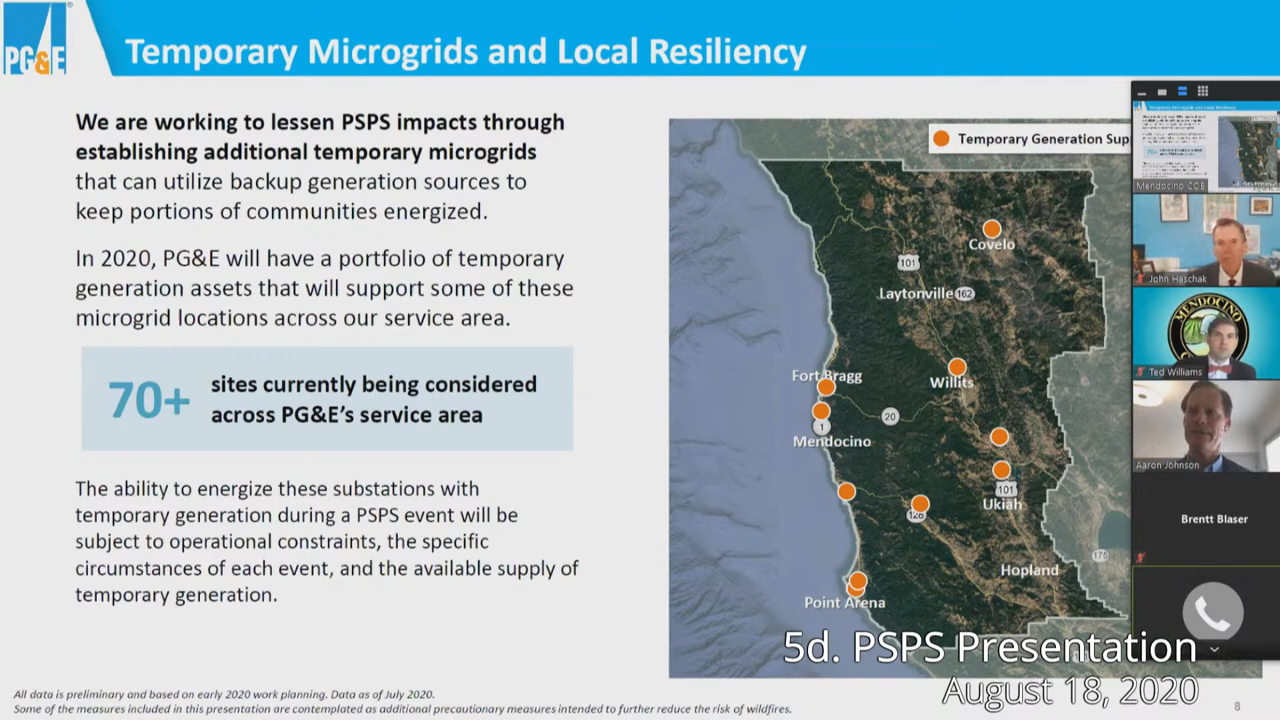 PG&E
Temporary Microgrids and Local Resiliency
We are working to lessen PSPS impacts through
establishing additional temporary microgrids
that can utilize backup generation sources to
keep portions of communities energized.
In 2020, PG&E will have a portfolio of temporary
generation assets that will support some of these
microgrid locations across our service area.
70+
sites currently being considered
across PG&E's service area
The ability to energize these substations with
temporary generation during a PSPS event will be
subject to operational constraints, the specific
circumstances of each event, and the available supply of
temporary generation.
All data is preliminary and based on early 2020 work planning. Data as of July 2020.
Some of the measures included in this presentation are contemplated as additional precautionary measures intended to further reduce the risk of wildfires.
Temporary Generation Sup
Covelo
101
Laytonville 162
Fort Bragg
Willits
20
1
Mendocino
101
Ukiah
128
175
Hopland
Point Arena
Temporary Microgrids and Local Resiliency
Mendocino COB
John Haschak
MENDOCINO
Ted Williams
Aaron Johnson
Brentt Blaser
5d. PSPS Presentation
August 18, 2020
8